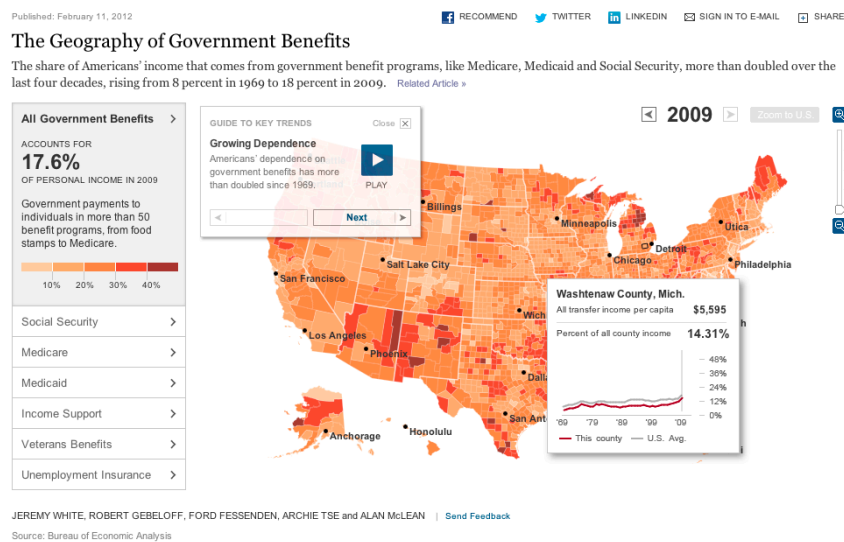 Published: February 11, 2012
RECOMMEND TWITTER LINKEDIN SIGN IN TO E-MAIL SHARE
The Geography of Government Benefits
The share of Americans' income that comes from government benefit programs, like Medicare, Medicaid and Social Security, more than doubled over the
last four decades, rising from 8 percent in 1969 to 18 percent in 2009. Related Article »
All Government Benefits
ACCOUNTS FOR
17.6%
OF PERSONAL INCOME IN 2009
Government payments to
individuals in more than 50
benefit programs, from food
stamps to Medicare.
10% 20% 30% 40%
Social Security
Medicare
Medicaid
Income Support
Veterans Benefits
Unemployment Insurance
GUIDE TO KEY TRENDS Close
Growing Dependence
Americans' dependence on
government benefits has more
than doubled since 1969.
PLAY
Next
2009
Zoom to U.S.
Billings
Minneapolis
Utica
Detroit
Chicago
Philadelphia
Salt Lake City
San Francisco
Wich
Los Angeles
Phoenix
Dalla
San Ant
Anchorage
Honolulu
h
i
Washtenaw County, Mich.
All transfer income per capita $5,595
Percent of all county income 14.31%
48%
36%
24%
12%
0%
'69 '79 '89 '99 '09
This county U.S. Avg.
JEREMY WHITE, ROBERT GEBELOFF, FORD FESSENDEN, ARCHIE TSE and ALAN McLEAN | Send Feedback
Source: Bureau of Economic Analysis